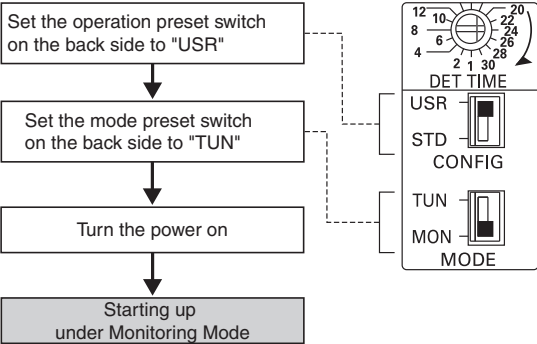 Set the operation preset switch
on the back side to "USR"
Set the mode preset switch
on the back side to "TUN"
Turn the power on
Starting up
under Monitoring Mode
12
10
8
6
4
2 1 30
20
22
24
26
28
DET TIME
USR
STD
CONFIG
TUN
MON
MODE